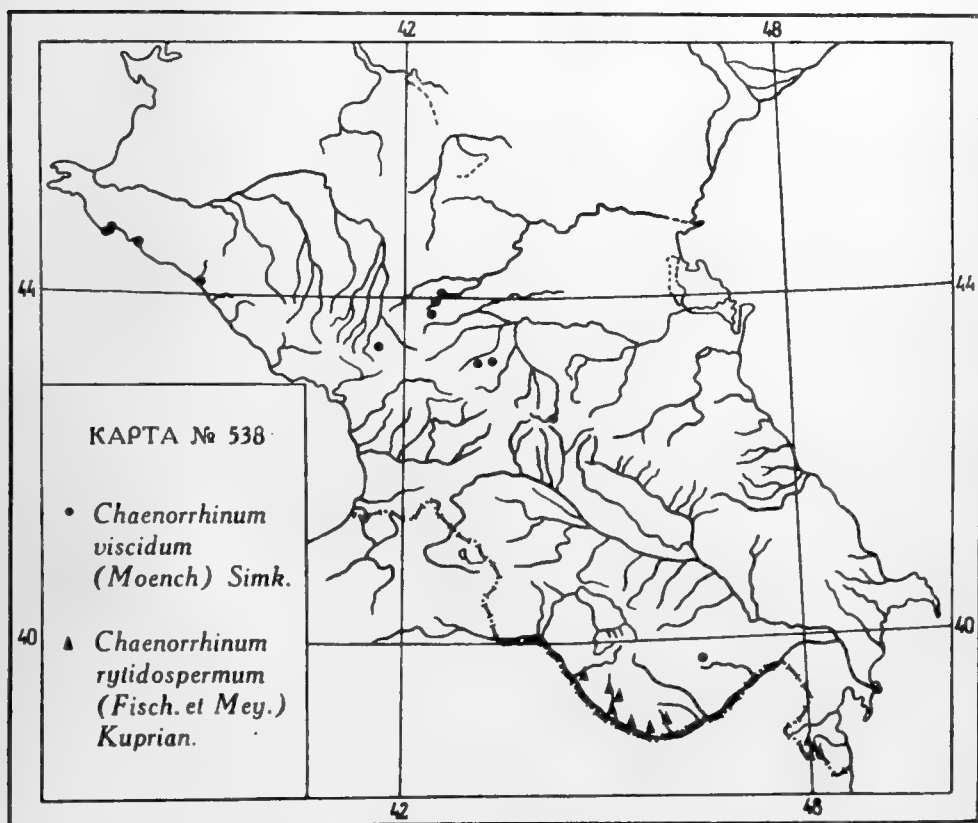 42 48
44 44
КАРТА № 538
Chaenorrhinum
viscidum
(Moench) Simk.
40 40
Chaenorrhinum
rytidospermum
(Fisch. et Mey.)
Kuprian.
42 48